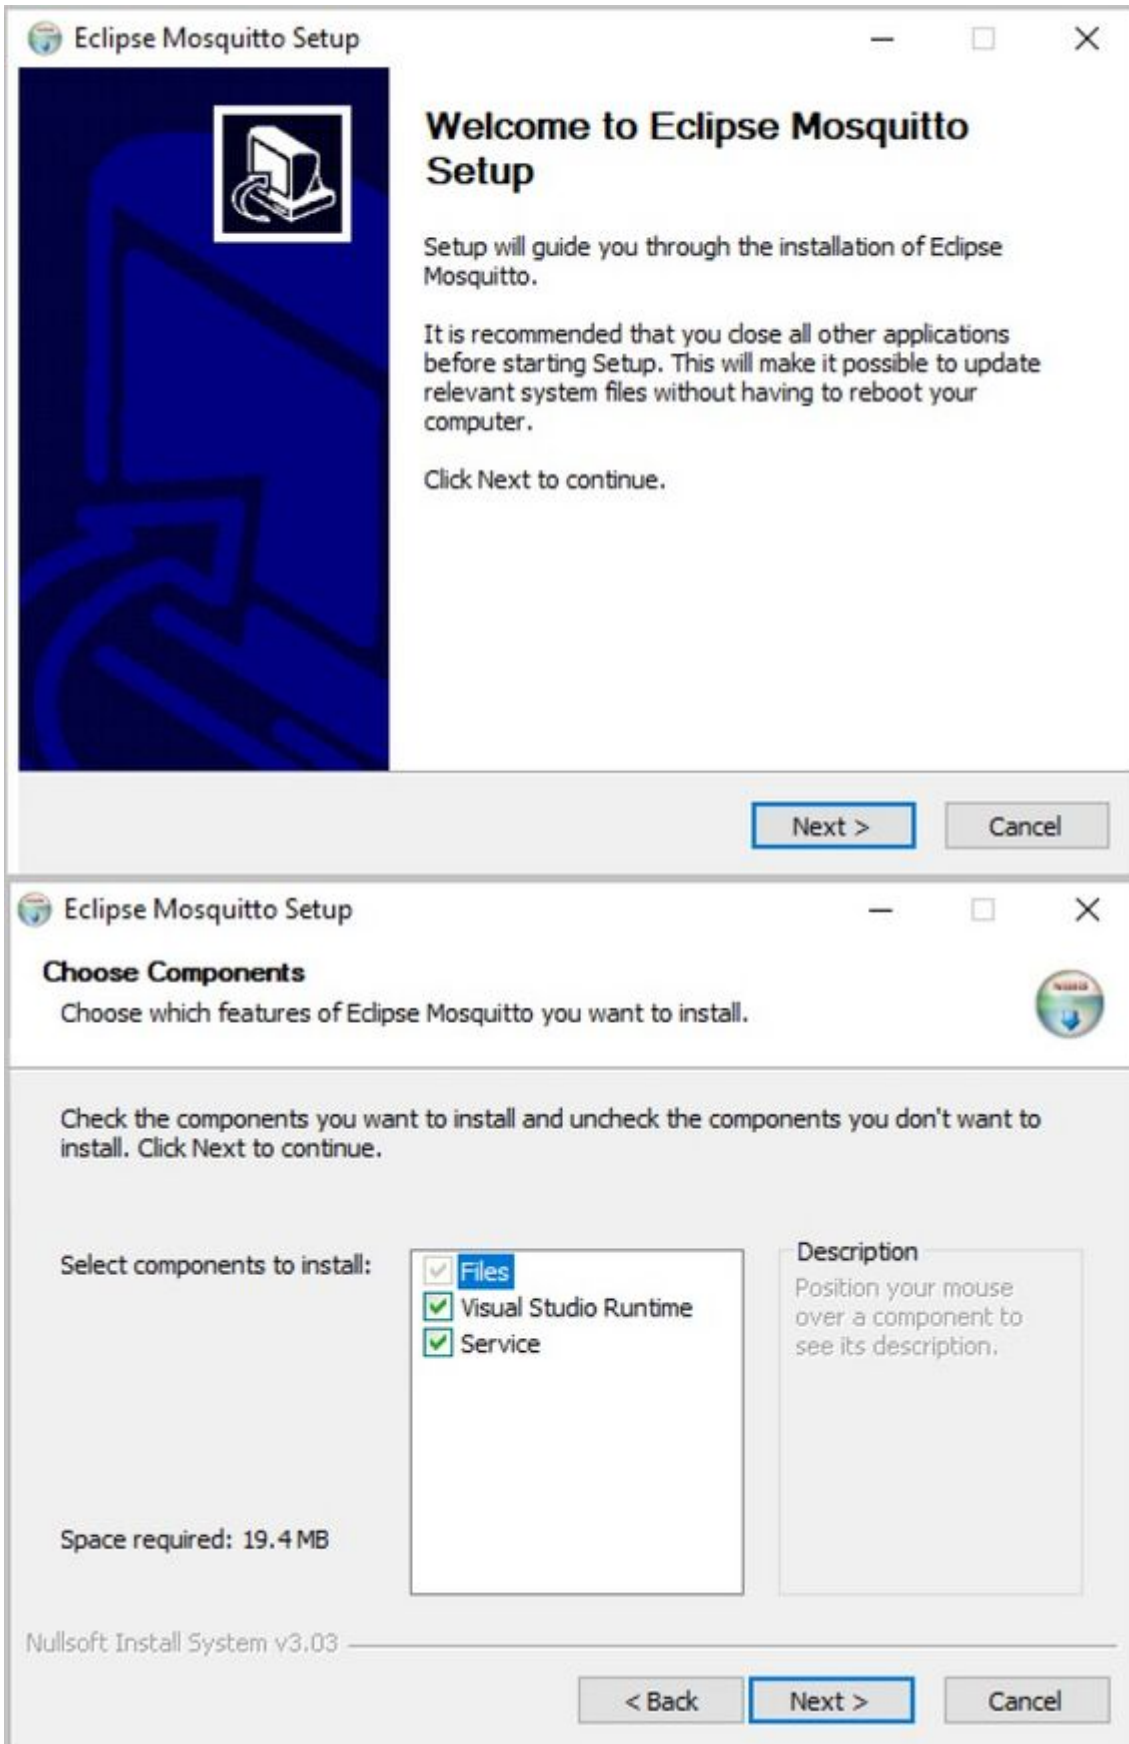 Eclipse Mosquitto Setup
Welcome to Eclipse Mosquitto
Setup
Setup will guide you through the installation of Eclipse
Mosquitto.
It is recommended that you close all other applications
before starting Setup. This will make it possible to update
relevant system files without having to reboot your
computer.
Click Next to continue.
Next >
Cancel
Eclipse Mosquitto Setup
Choose Components
Choose which features of Eclipse Mosquitto you want to install.
Check the components you want to install and uncheck the components you don't want to
install. Click Next to continue.
Select components to install:
Files
Visual Studio Runtime
Service
Description
Position your mouse
over a component to
see its description.
Space required: 19.4 MB
Nullsoft Install System v3.03
< Back
Next >
Cancel